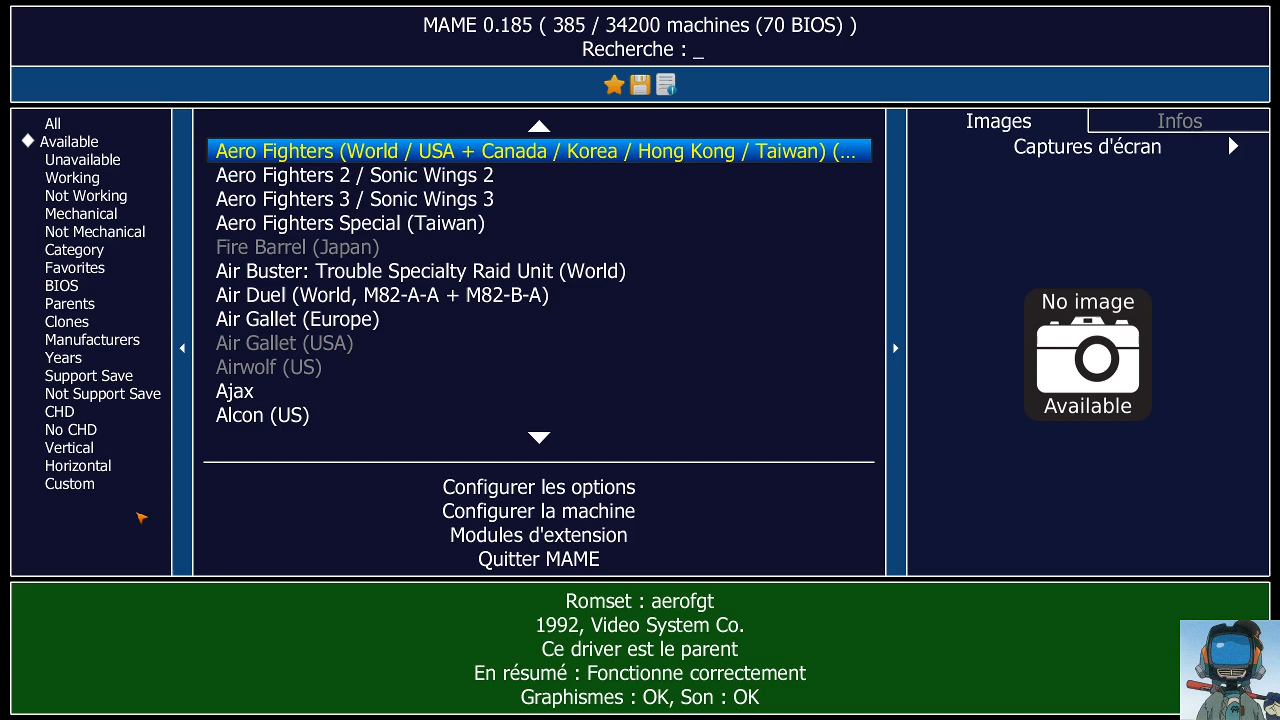 MAME 0.185 ( 385 / 34200 machines (70 BIOS) )
Recherche : _
All
Available
Unavailable
Working
Not Working
Mechanical
Not Mechanical
Category
Favorites
BIOS
Parents
Clones
Manufacturers
Years
Support Save
Not Support Save
CHD
No CHD
Vertical
Horizontal
Custom
Aero Fighters (World / USA + Canada / Korea / Hong Kong / Taiwan) (...
Aero Fighters 2 / Sonic Wings 2
Aero Fighters 3 / Sonic Wings 3
Aero Fighters Special (Taiwan)
Fire Barrel (Japan)
Air Buster: Trouble Specialty Raid Unit (World)
Air Duel (World, M82-A-A + M82-B-A)
Air Gallet (Europe)
Air Gallet (USA)
Airwolf (US)
Ajax
Alcon (US)
Configurer les options
Configurer la machine
Modules d'extension
Quitter MAME
Images
Infos
Captures d'écran
No image
Available
Romset : aerofgt
1992, Video System Co.
Ce driver est le parent
En résumé : Fonctionne correctement
Graphismes : OK, Son : OK